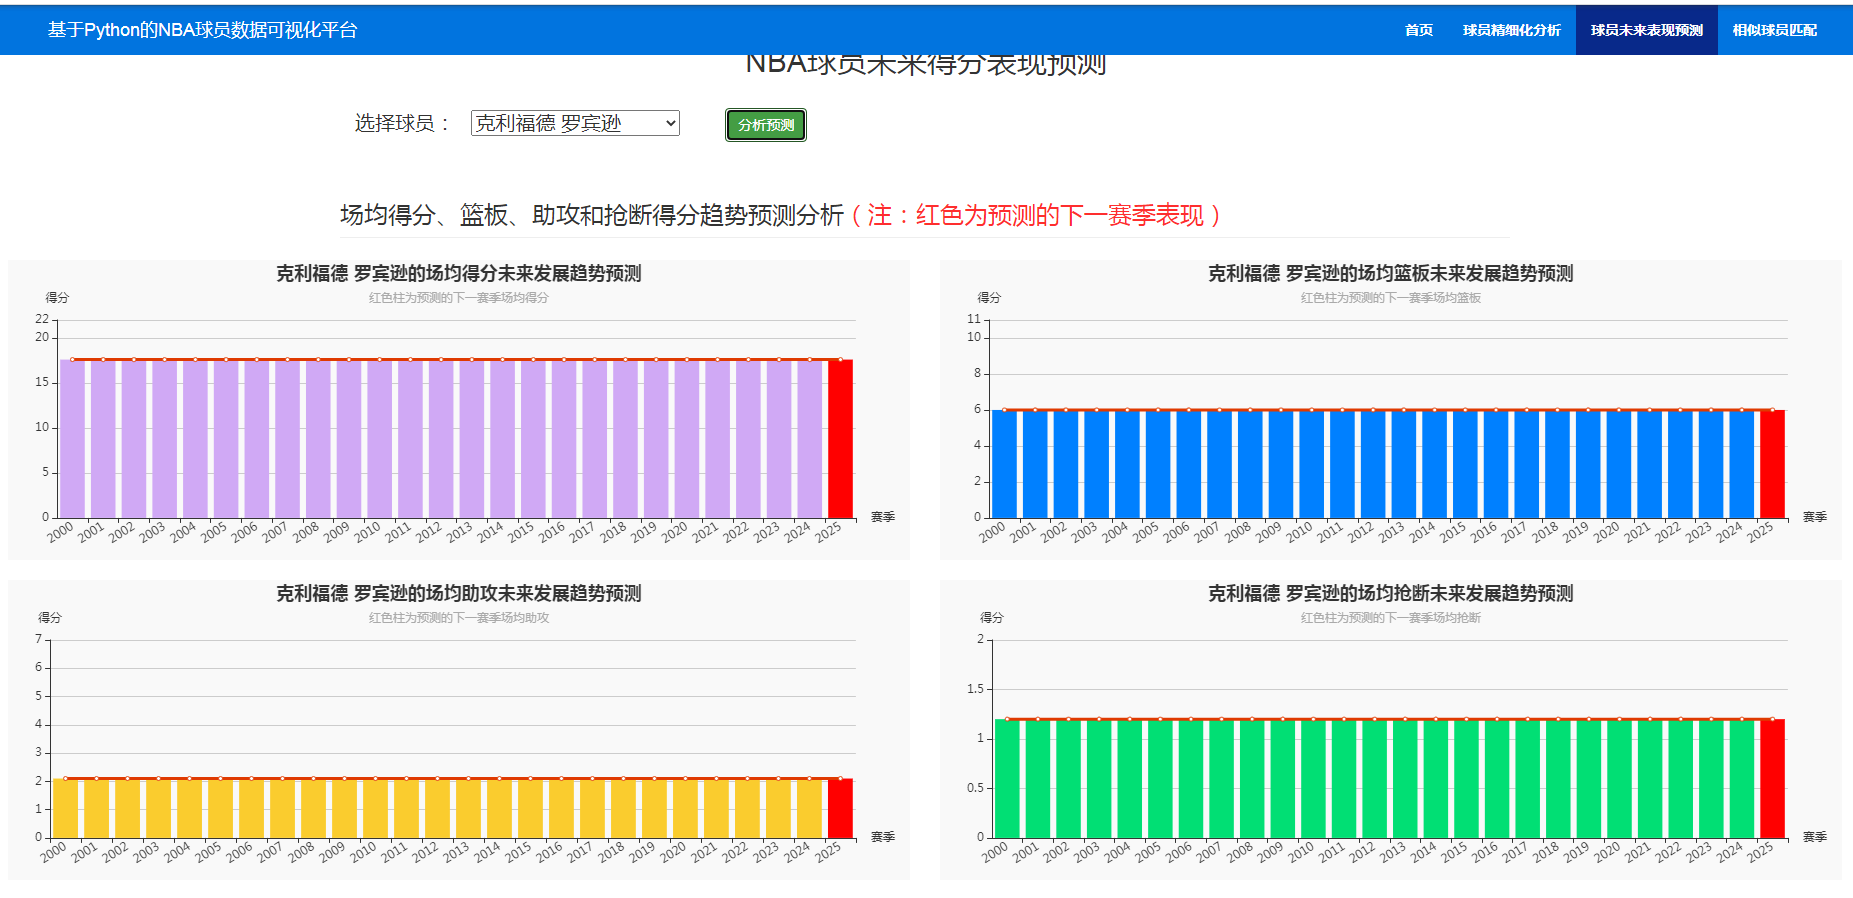 基于Python的NBA球员数据可视化平台
首页 球员精细化分析 球员未来表现预测 相似球员匹配
NBA球员未来得分表现预测
选择球员： 克利福德 罗宾逊 分析预测
场均得分、篮板、助攻和抢断得分趋势预测分析（注：红色为预测的下一赛季表现）
克利福德 罗宾逊的场均得分未来发展趋势预测
红色柱为预测的下一赛季场均得分
得分
22
20
15
10
5
0
2000 2001 2002 2003 2004 2005 2006 2007 2008 2009 2010 2011 2012 2013 2014 2015 2016 2017 2018 2019 2020 2021 2022 2023 2024 2025
赛季
克利福德 罗宾逊的场均篮板未来发展趋势预测
红色柱为预测的下一赛季场均篮板
得分
11
10
8
6
4
2
0
2000 2001 2002 2003 2004 2005 2006 2007 2008 2009 2010 2011 2012 2013 2014 2015 2016 2017 2018 2019 2020 2021 2022 2023 2024 2025
赛季
克利福德 罗宾逊的场均助攻未来发展趋势预测
红色柱为预测的下一赛季场均助攻
得分
7
6
5
4
3
2
1
0
2000 2001 2002 2003 2004 2005 2006 2007 2008 2009 2010 2011 2012 2013 2014 2015 2016 2017 2018 2019 2020 2021 2022 2023 2024 2025
赛季
克利福德 罗宾逊的场均抢断未来发展趋势预测
红色柱为预测的下一赛季场均抢断
得分
2
1.5
1
0.5
0
2000 2001 2002 2003 2004 2005 2006 2007 2008 2009 2010 2011 2012 2013 2014 2015 2016 2017 2018 2019 2020 2021 2022 2023 2024 2025
赛季